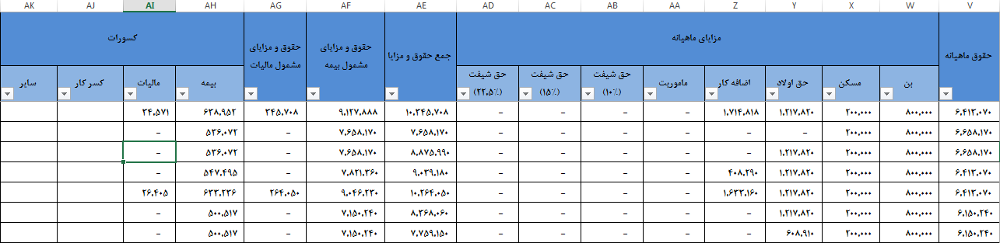 AK AJ AI AH AG AF AE AD AC AB AA Z Y X W V
حقوق ماهیانه مزایای ماهیانه جمع حقوق و مزایا حقوق و مزایای مشمول بیمه حقوق و مزایای مشمول مالیات کسورات
بن مسکن حق اولاد اضافه کار ماموریت حق شیفت (۱۰٪) حق شیفت (۱۵٪) حق شیفت (۲۲.۵٪) بیمه مالیات کسر کار سایر
۶,۴۱۳,۰۷۰ ۸۰۰,۰۰۰ ۲۰۰,۰۰۰ ۱,۲۱۷,۸۲۰ ۱,۷۱۴,۸۱۸ - - - - ۱۰,۳۴۵,۷۰۸ ۹,۱۲۷,۸۸۸ ۳۴۵,۷۰۸ ۶۳۸,۹۵۲ ۳۴,۵۷۱
۶,۶۵۸,۱۷۰ ۸۰۰,۰۰۰ ۲۰۰,۰۰۰ - - - - - - ۷,۶۵۸,۱۷۰ ۷,۶۵۸,۱۷۰ - ۵۳۶,۰۷۲ -
۶,۶۵۸,۱۷۰ ۸۰۰,۰۰۰ ۲۰۰,۰۰۰ ۱,۲۱۷,۸۲۰ - - - - - ۸,۸۷۵,۹۹۰ ۷,۶۵۸,۱۷۰ - ۵۳۶,۰۷۲ -
۶,۴۱۳,۰۷۰ ۸۰۰,۰۰۰ ۲۰۰,۰۰۰ ۱,۲۱۷,۸۲۰ ۴۰۸,۲۹۰ - - - - ۹,۰۳۹,۱۸۰ ۷,۸۲۱,۳۶۰ - ۵۴۷,۴۹۵ -
۶,۴۱۳,۰۷۰ ۸۰۰,۰۰۰ ۲۰۰,۰۰۰ ۱,۲۱۷,۸۲۰ ۱,۶۳۳,۱۶۰ - - - - ۱۰,۲۶۴,۰۵۰ ۹,۰۴۶,۲۳۰ ۲۶۴,۰۵۰ ۶۳۳,۲۳۶ ۲۶,۴۰۵
۶,۱۵۰,۲۴۰ ۸۰۰,۰۰۰ ۲۰۰,۰۰۰ ۱,۲۱۷,۸۲۰ - - - - - ۸,۳۶۸,۰۶۰ ۷,۱۵۰,۲۴۰ - ۵۰۰,۵۱۷ -
۶,۱۵۰,۲۴۰ ۸۰۰,۰۰۰ ۲۰۰,۰۰۰ ۶۰۸,۹۱۰ - - - - - ۷,۷۵۹,۱۵۰ ۷,۱۵۰,۲۴۰ - ۵۰۰,۵۱۷ -